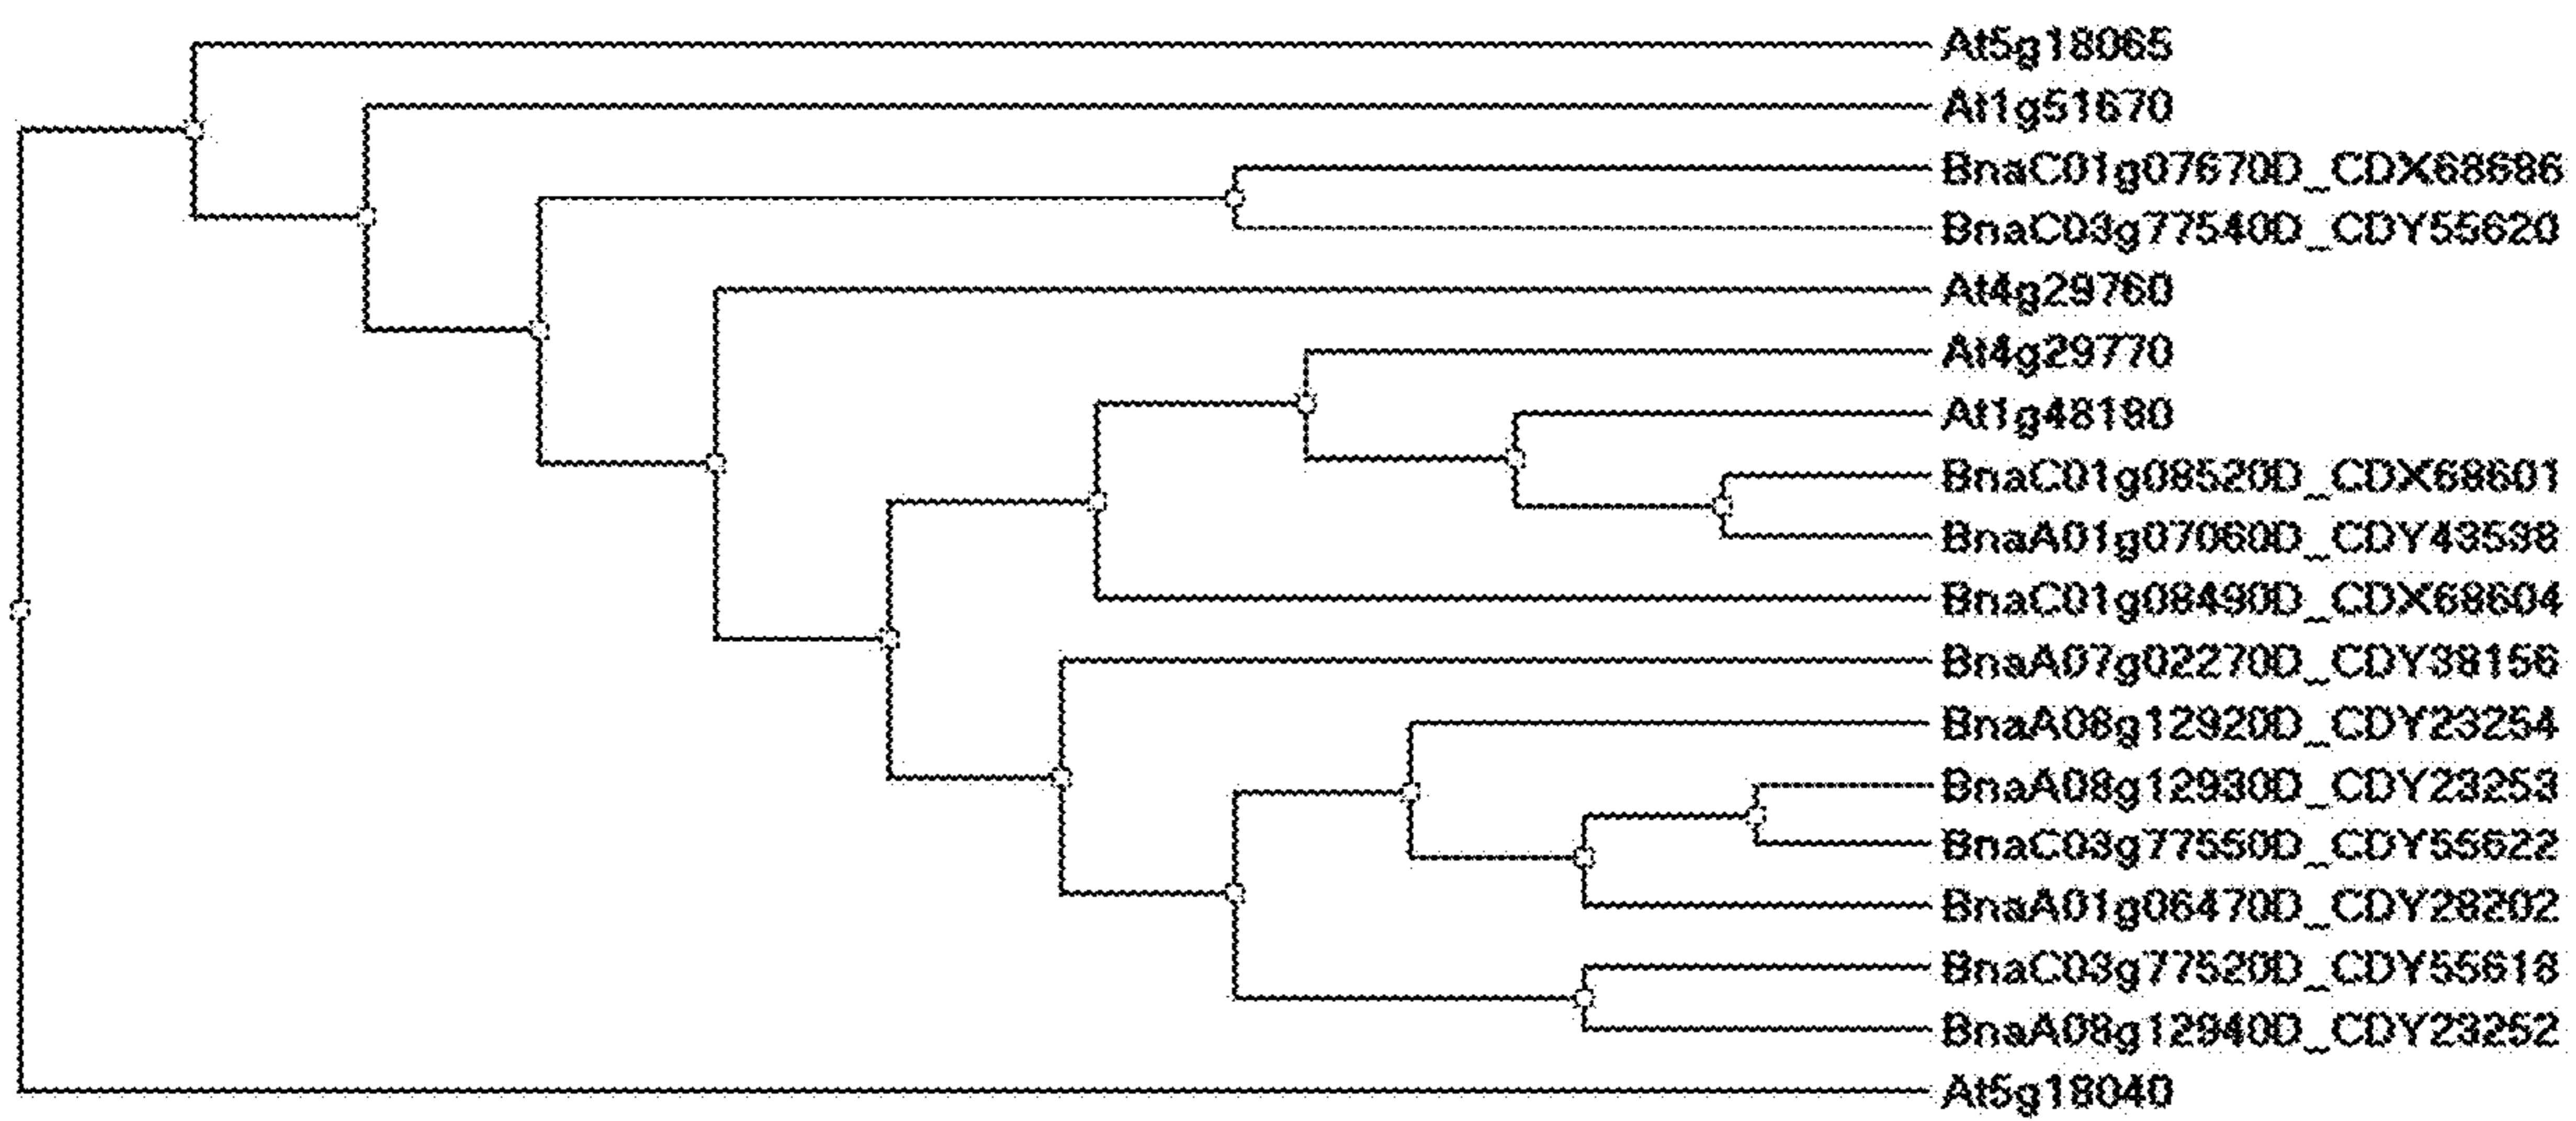 At5g18065
At1g51670
BnaC01g07670D_CDX68686
BnaC03g77540D_CDY55620
At4g29760
At4g29770
At1g48180
BnaC01g08520D_CDX68601
BnaA01g07060D_CDY43538
BnaC01g08490D_CDX68604
BnaA07g02270D_CDY38156
BnaA08g12920D_CDY23254
BnaA08g12930D_CDY23253
BnaC03g77550D_CDY55622
BnaA01g06470D_CDY28202
BnaC03g77520D_CDY55618
BnaA08g12940D_CDY23252
At5g18040